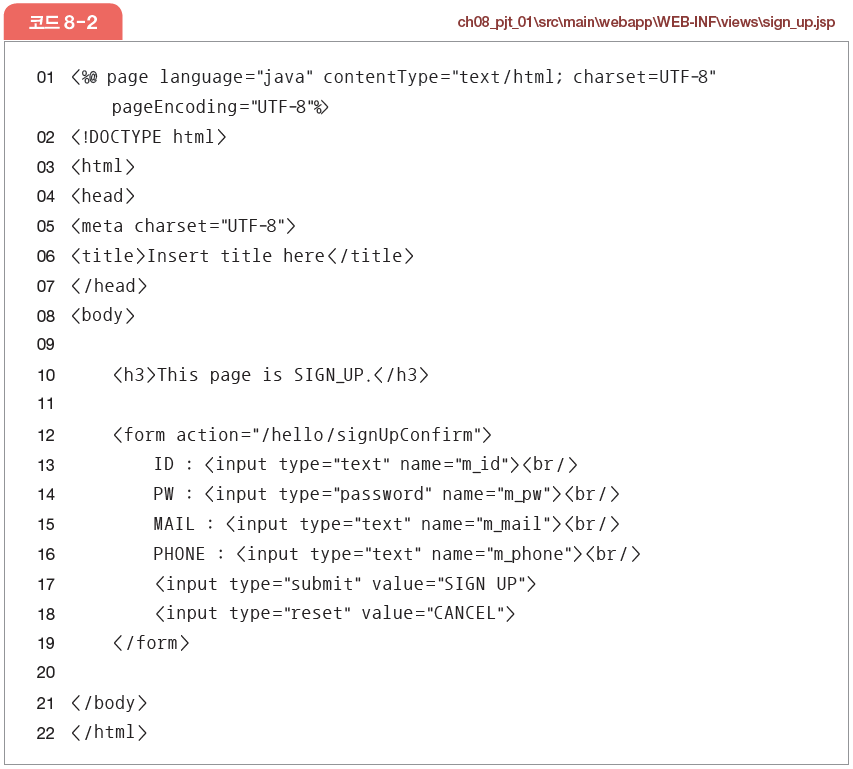 코드 8-2
ch08_pjt_01\src\main\webapp\WEB-INF\views\sign_up.jsp
01 <%@ page language="java" contentType="text/html; charset=UTF-8"
pageEncoding="UTF-8"%>
02 <!DOCTYPE html>
03 <html>
04 <head>
05 <meta charset="UTF-8">
06 <title>Insert title here</title>
07 </head>
08 <body>
09
10 <h3>This page is SIGN_UP.</h3>
11
12 <form action="/hello/signUpConfirm">
13 ID : <input type="text" name="m_id"><br/>
14 PW : <input type="password" name="m_pw"><br/>
15 MAIL : <input type="text" name="m_mail"><br/>
16 PHONE : <input type="text" name="m_phone"><br/>
17 <input type="submit" value="SIGN UP">
18 <input type="reset" value="CANCEL">
19 </form>
20
21 </body>
22 </html>